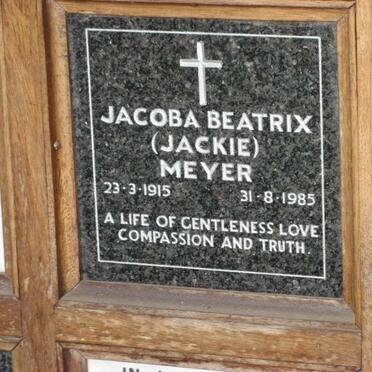 JACOBA BEATRIX
(JACKIE)
MEYER
23·3·1915 31·8·1985
A LIFE OF GENTLENESS LOVE
COMPASSION AND TRUTH.